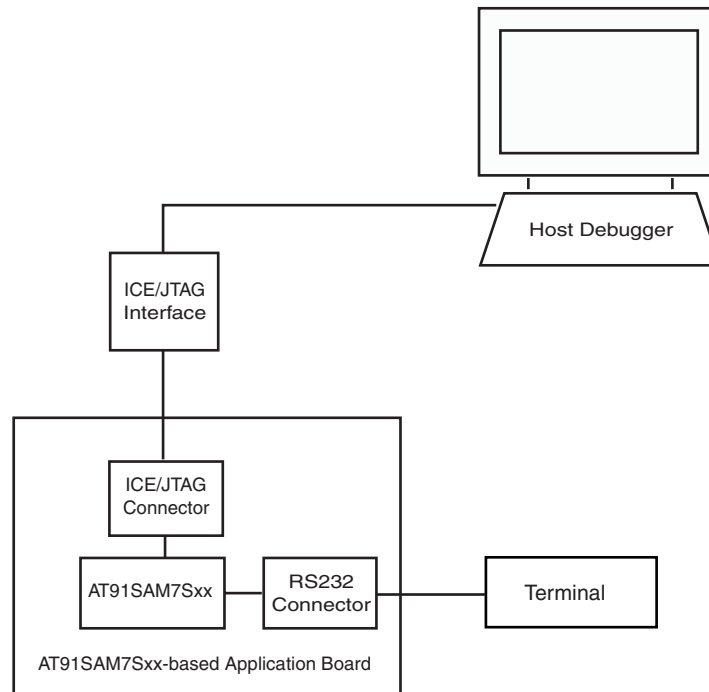 Host Debugger
ICE/JTAG
Interface
ICE/JTAG
Connector
AT91SAM7Sxx
RS232
Connector
Terminal
AT91SAM7Sxx-based Application Board